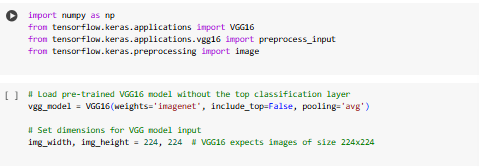 import numpy as np
from tensorflow.keras.applications import VGG16
from tensorflow.keras.applications.vgg16 import preprocess_input
from tensorflow.keras.preprocessing import image
[ ] # Load pre-trained VGG16 model without the top classification layer
vgg_model = VGG16(weights='imagenet', include_top=False, pooling='avg')
# Set dimensions for VGG model input
img_width, img_height = 224, 224  # VGG16 expects images of size 224x224